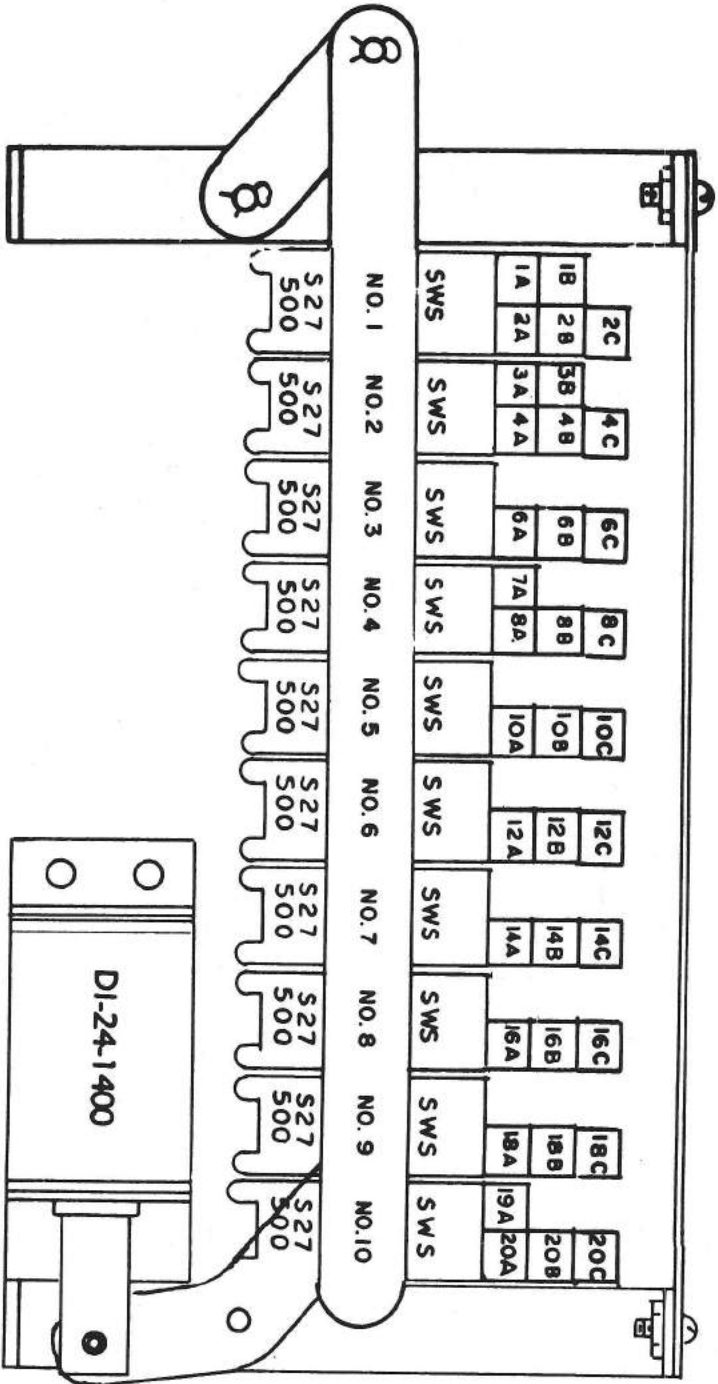 1B
2C
1A
2A
2B
SWS
NO. 1
S27
500
3B
4C
3A
4A
4B
SWS
NO.2
S27
500
6C
6B
6A
SWS
NO.3
S27
500
8C
8B
7A
8A
SWS
NO.4
S27
500
10C
10B
10A
SWS
NO.5
S27
500
12C
12B
12A
SWS
NO.6
S27
500
14C
14B
14A
SWS
NO.7
S27
500
16C
16B
16A
SWS
NO.8
S27
500
18C
18B
18A
SWS
NO. 9
S27
500
20C
20B
19A
20A
SWS
NO.10
S27
500
DI-24-1400